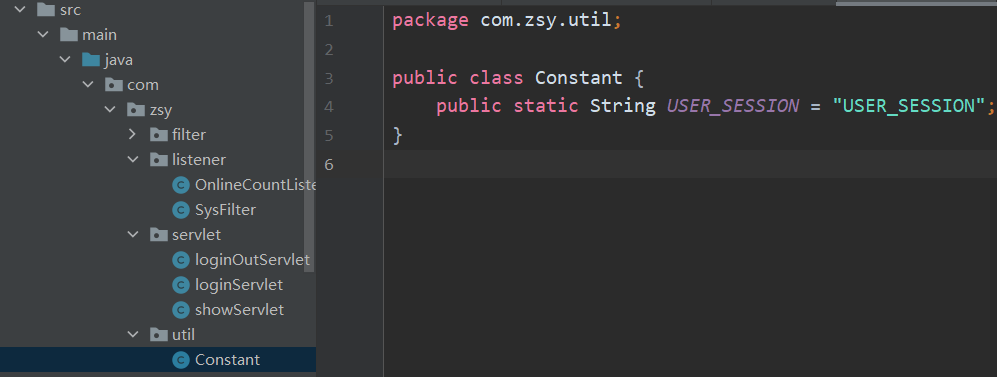 src
main
java
com
zsy
filter
listener
OnlineCountListe
SysFilter
servlet
loginOutServlet
loginServlet
showServlet
util
Constant
1 package com.zsy.util;
2
3 public class Constant {
4 public static String USER_SESSION = "USER_SESSION";
5 }
6